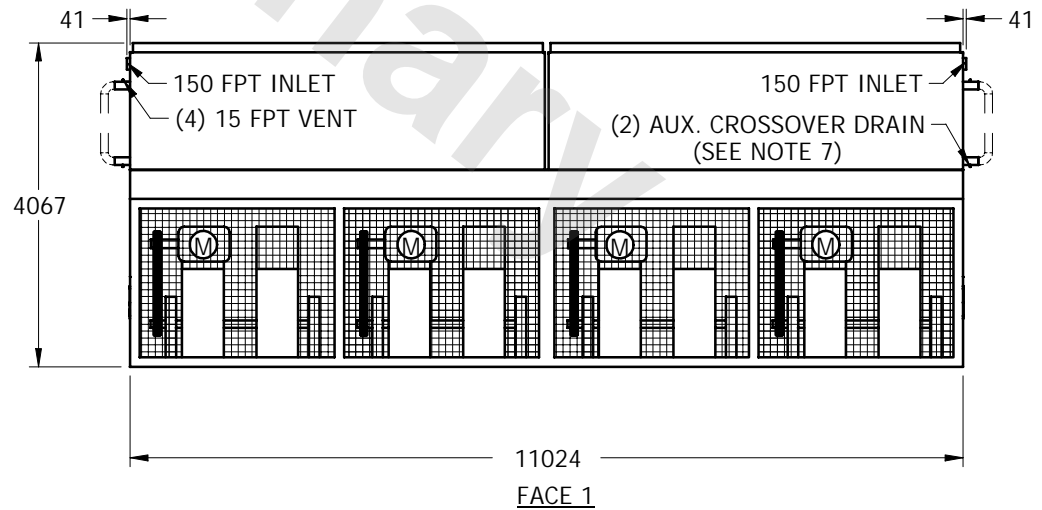 41
41
150 FPT INLET
150 FPT INLET
(4) 15 FPT VENT
(2) AUX. CROSSOVER DRAIN
(SEE NOTE 7)
4067
M
M
M
M
11024
FACE 1